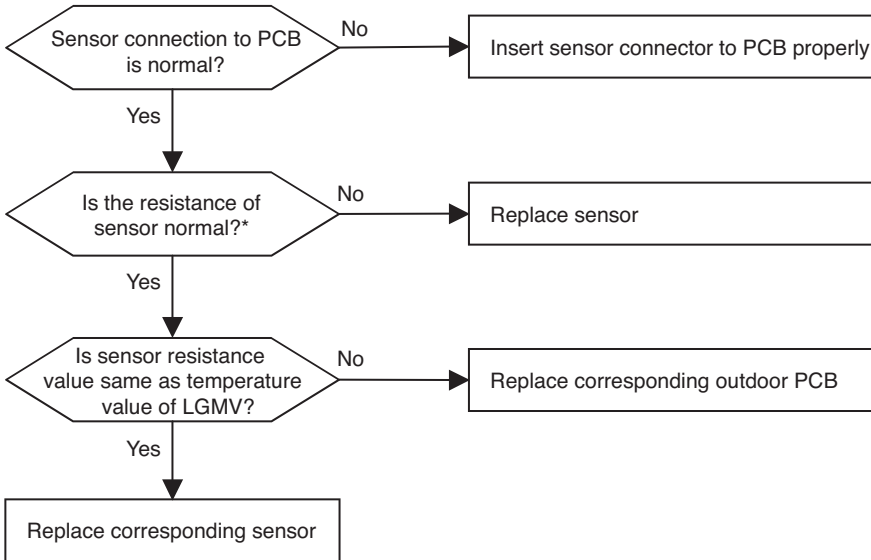 Sensor connection to PCB
is normal?
No
Insert sensor connector to PCB properly
Yes
Is the resistance of
sensor normal?*
No
Replace sensor
Yes
Is sensor resistance
value same as temperature
value of LGMV?
No
Replace corresponding outdoor PCB
Yes
Replace corresponding sensor